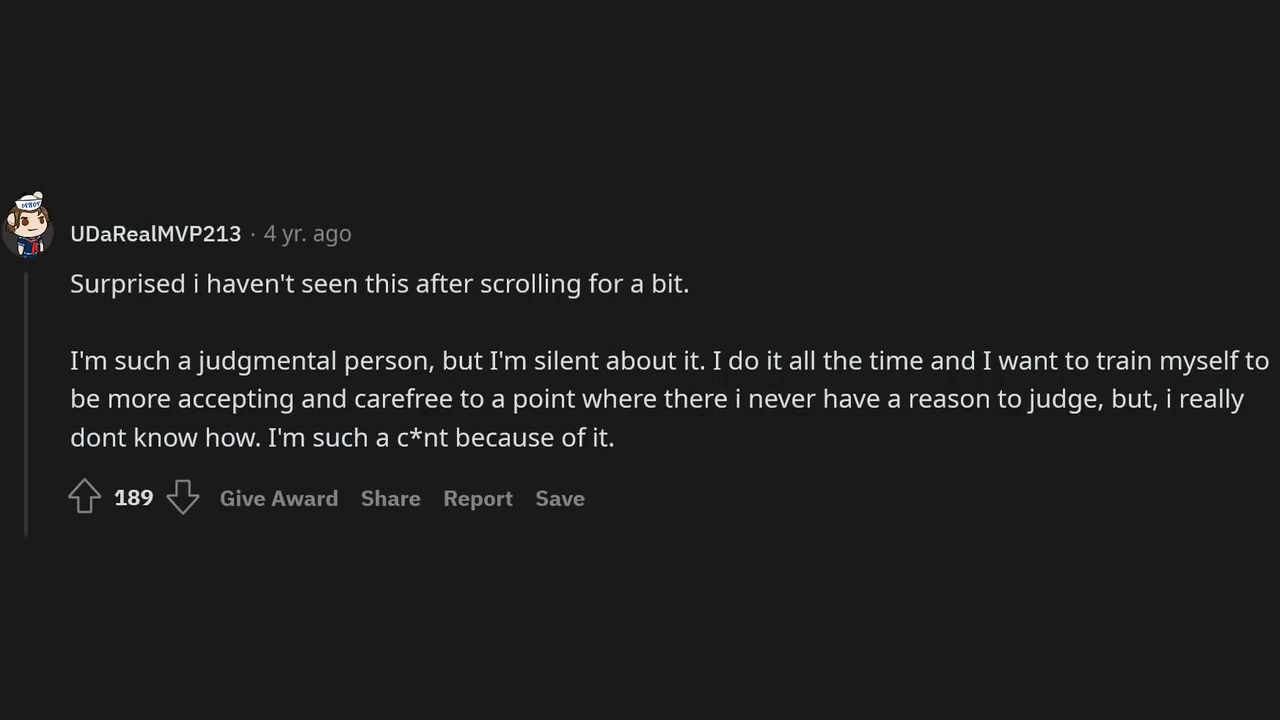 UDaRealMVP213 · 4 yr. ago
Surprised i haven't seen this after scrolling for a bit.
I'm such a judgmental person, but I'm silent about it. I do it all the time and I want to train myself to
be more accepting and carefree to a point where there i never have a reason to judge, but, i really
dont know how. I'm such a c*nt because of it.
189 Give Award Share Report Save